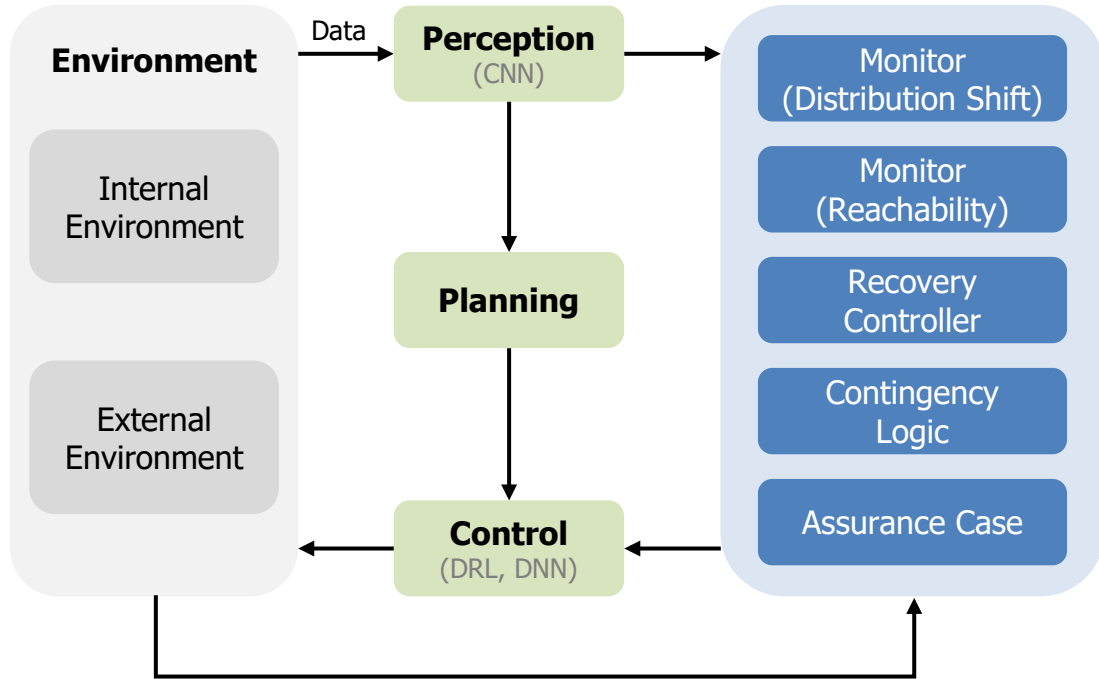 Environment
Internal
Environment
External
Environment
Data
Perception
(CNN)
Planning
Control
(DRL, DNN)
Monitor
(Distribution Shift)
Monitor
(Reachability)
Recovery
Controller
Contingency
Logic
Assurance Case